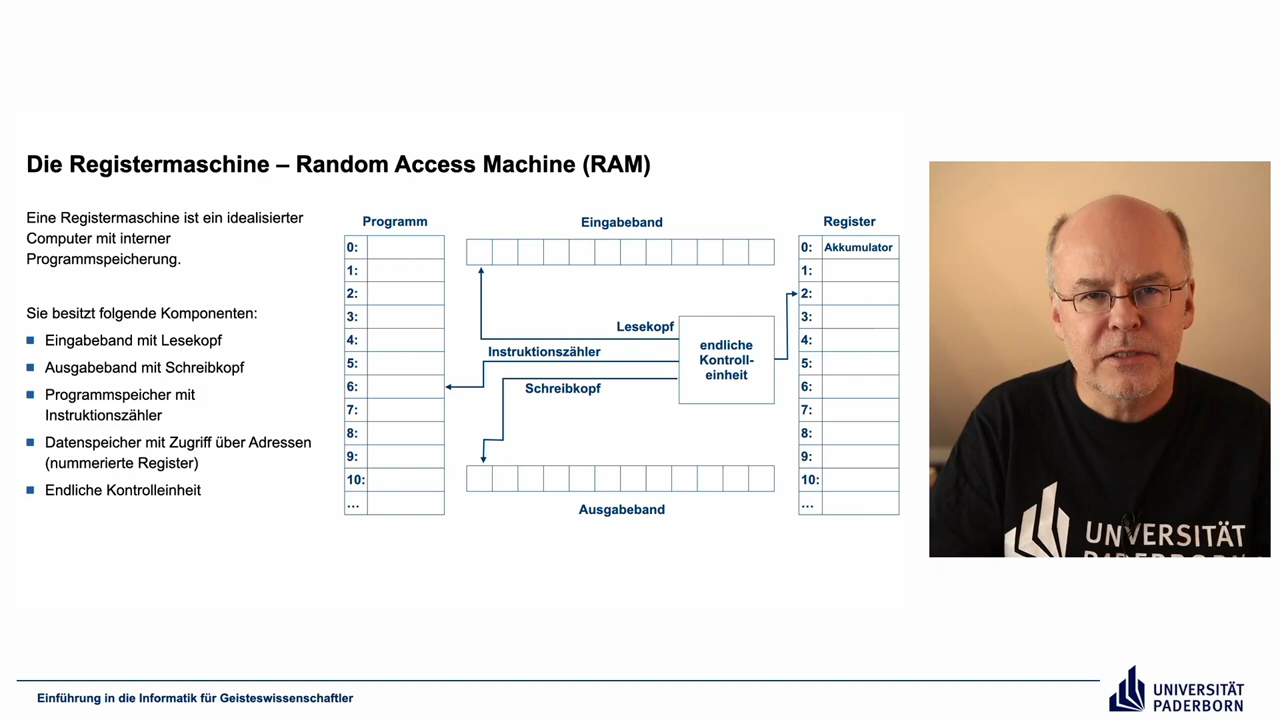 Die Registermaschine – Random Access Machine (RAM)
Eine Registermaschine ist ein idealisierter
Computer mit interner
Programmspeicherung.
Sie besitzt folgende Komponenten:
Eingabeband mit Lesekopf
Ausgabeband mit Schreibkopf
Programmspeicher mit
Instruktionszähler
Datenspeicher mit Zugriff über Adressen
(nummerierte Register)
Endliche Kontrolleinheit
Programm
0:
1:
2:
3:
4:
5:
6:
7:
8:
9:
10:
...
Eingabeband
Lesekopf
Instruktionszähler
Schreibkopf
endliche
Kontroll-
einheit
Ausgabeband
Register
0: Akkumulator
1:
2:
3:
4:
5:
6:
7:
8:
9:
10:
...
UNIVERSITÄT
PADERBORN
Einführung in die Informatik für Geisteswissenschaftler
UNIVERSITÄT
PADERBORN